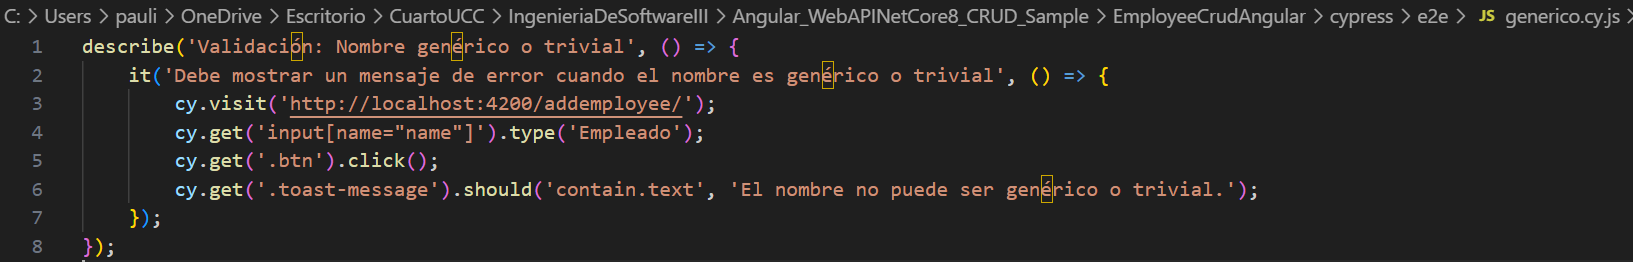 C: > Users > pauli > OneDrive > Escritorio > CuartoUCC > IngenieriaDeSoftwareIII > Angular_WebAPINetCore8_CRUD_Sample > EmployeeCrudAngular > cypress > e2e > JS generico.cy.js >
1 describe('Validación: Nombre genérico o trivial', () => {
2 it('Debe mostrar un mensaje de error cuando el nombre es genérico o trivial', () => {
3 cy.visit('http://localhost:4200/addemployee/');
4 cy.get('input[name="name"]').type('Empleado');
5 cy.get('.btn').click();
6 cy.get('.toast-message').should('contain.text', 'El nombre no puede ser genérico o trivial.');
7 });
8 });